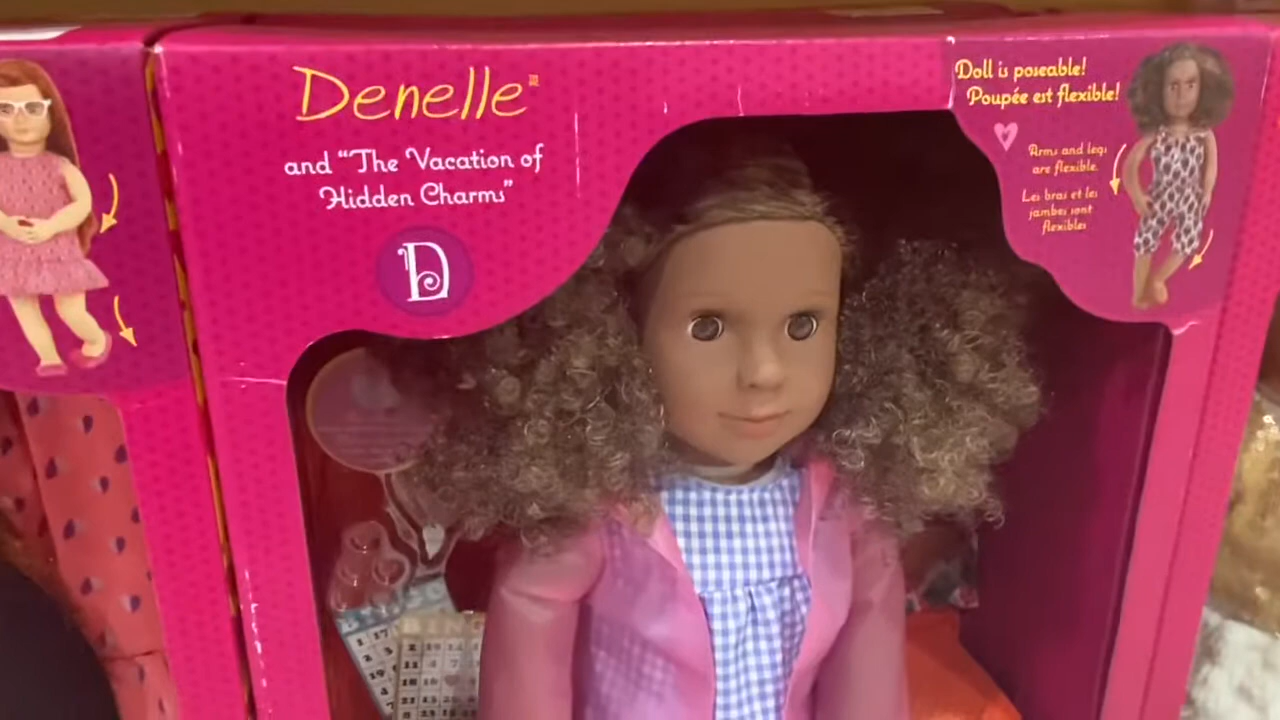 Denelle™
and "The Vacation of
Hidden Charms"
D
Doll is poseable!
Poupée est flexible!
Arms and legs
are flexible.
Les bras et les
jambes sont
flexibles